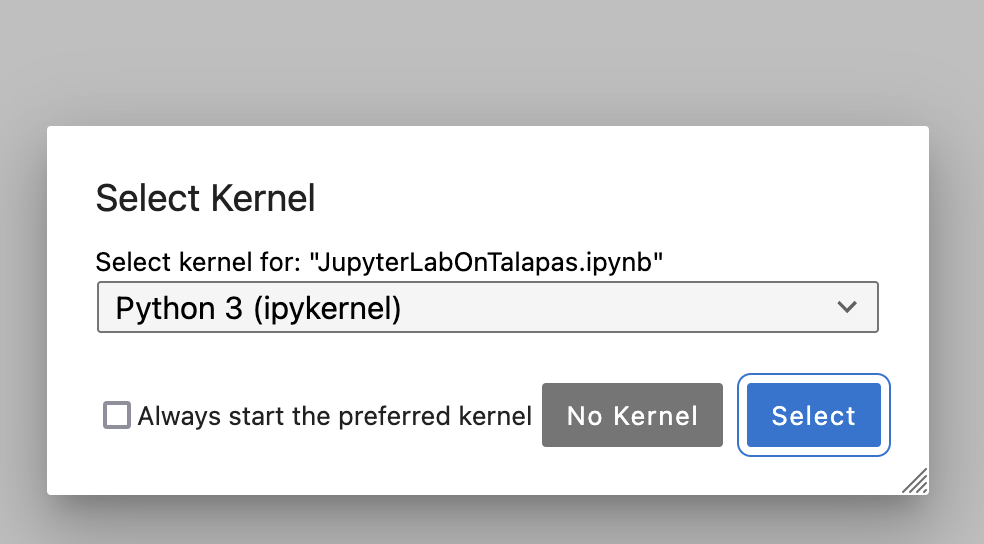 Select Kernel
Select kernel for: "JupyterLabOnTalapas.ipynb"
Python 3 (ipykernel)
Always start the preferred kernel No Kernel Select